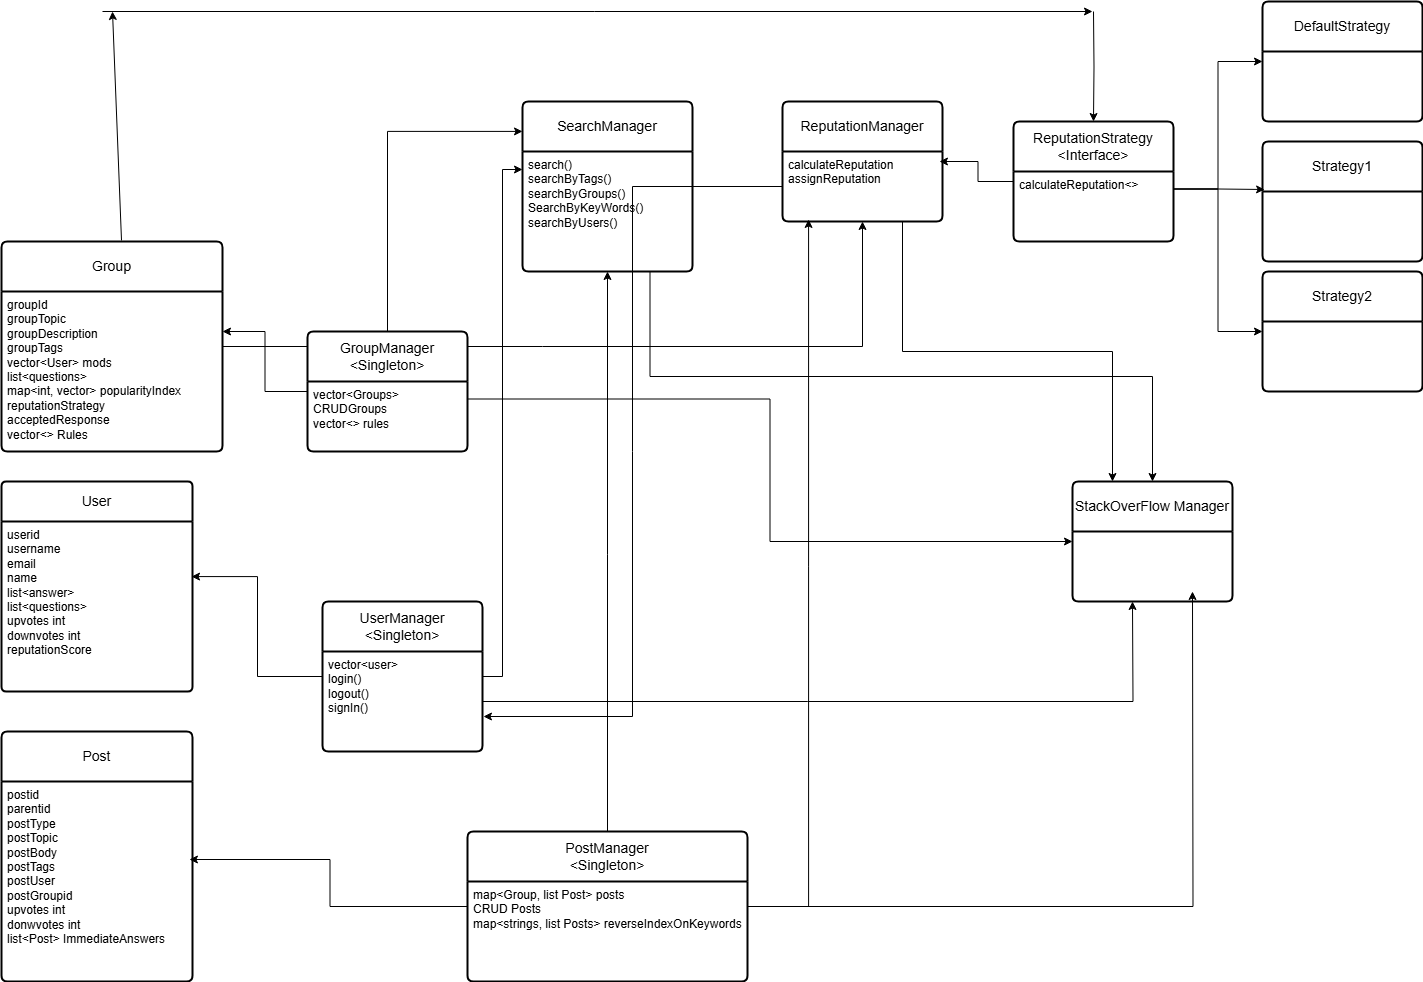 DefaultStrategy
SearchManager
search()
searchByTags()
searchByGroups()
SearchByKeyWords()
searchByUsers()
ReputationManager
calculateReputation
assignReputation
ReputationStrategy
<Interface>
calculateReputation<>
Strategy1
Strategy2
Group
groupId
groupTopic
groupDescription
groupTags
vector<User> mods
list<questions>
map<int, vector> popularityIndex
reputationStrategy
acceptedResponse
vector<> Rules
GroupManager
<Singleton>
vector<Groups>
CRUDGroups
vector<> rules
User
userid
username
email
name
list<answer>
list<questions>
upvotes int
downvotes int
reputationScore
StackOverFlow Manager
UserManager
<Singleton>
vector<user>
login()
logout()
signIn()
Post
postid
parentid
postType
postTopic
postBody
postTags
postUser
postGroupid
upvotes int
donwvotes int
list<Post> ImmediateAnswers
PostManager
<Singleton>
map<Group, list Post> posts
CRUD Posts
map<strings, list Posts> reverseIndexOnKeywords